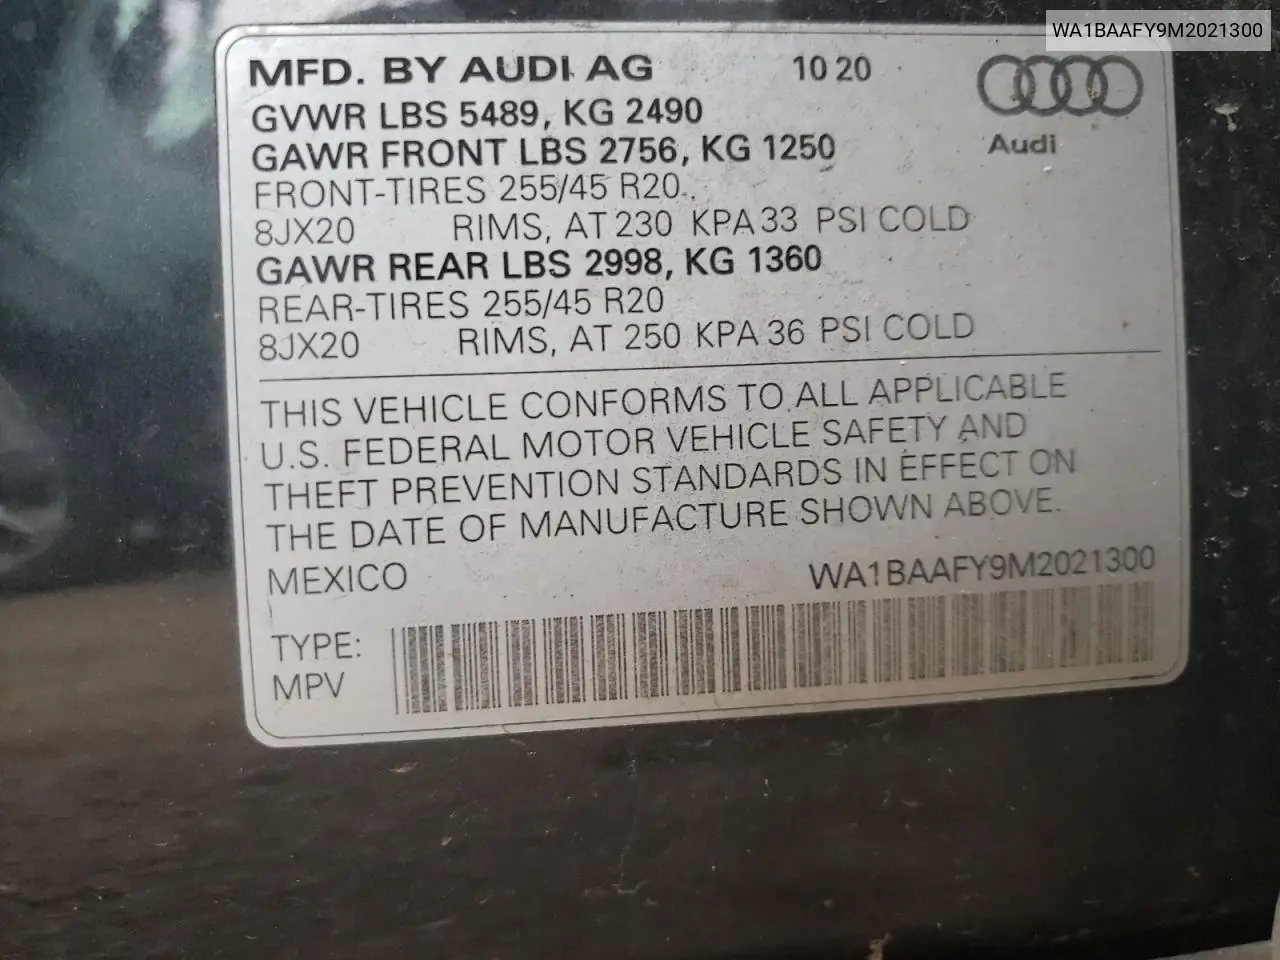 WA1BAAFY9M2021300
MFD. BY AUDI AG 10 20
GVWR LBS 5489, KG 2490
GAWR FRONT LBS 2756, KG 1250
Audi
FRONT-TIRES 255/45 R20
8JX20 RIMS, AT 230 KPA 33 PSI COLD
GAWR REAR LBS 2998, KG 1360
REAR-TIRES 255/45 R20
8JX20 RIMS, AT 250 KPA 36 PSI COLD
THIS VEHICLE CONFORMS TO ALL APPLICABLE
U.S. FEDERAL MOTOR VEHICLE SAFETY AND
THEFT PREVENTION STANDARDS IN EFFECT ON
THE DATE OF MANUFACTURE SHOWN ABOVE.
MEXICO WA1BAAFY9M2021300
TYPE:
MPV